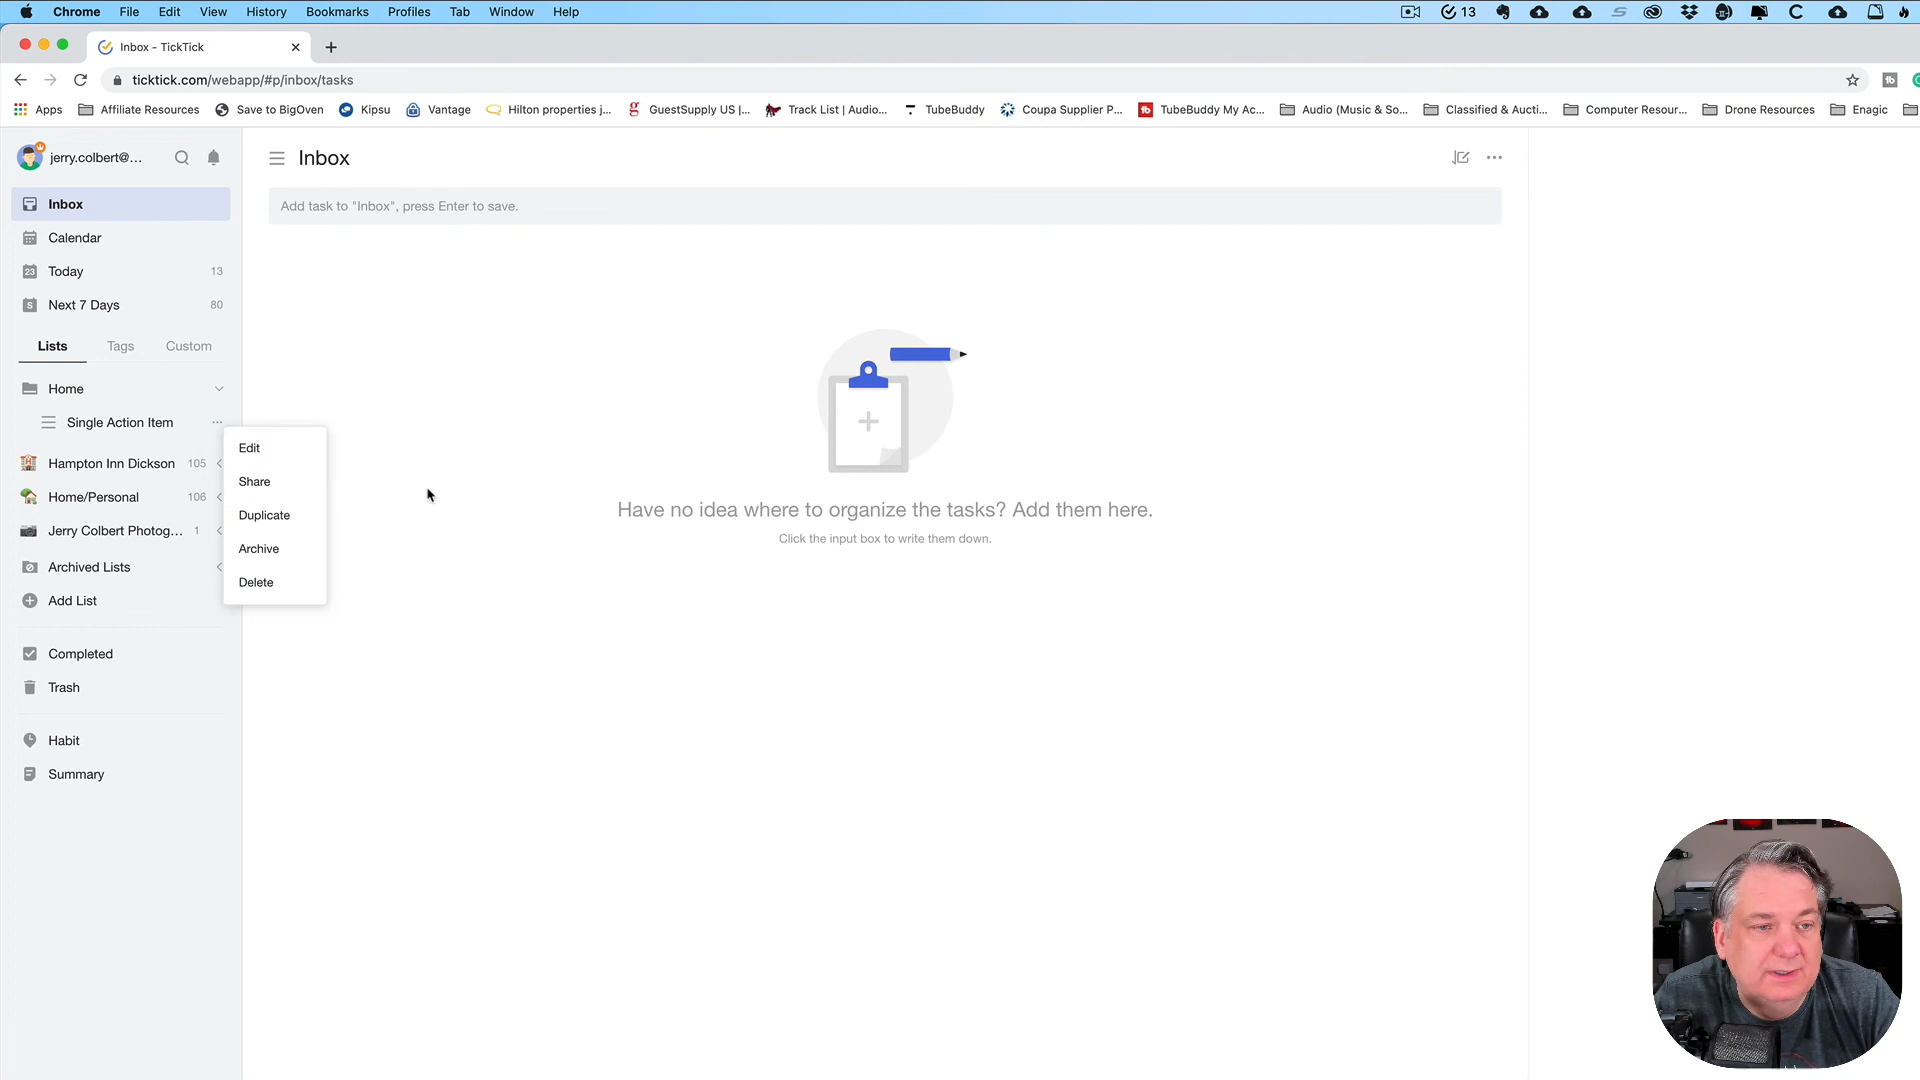 Chrome File Edit View History Bookmarks Profiles Tab Window Help 13
Inbox - TickTick
ticktick.com/webapp/#p/inbox/tasks
Apps Affiliate Resources Save to BigOven Kipsu Vantage Hilton properties j... GuestSupply US |... Track List | Audio... TubeBuddy Coupa Supplier P... TubeBuddy My Ac... Audio (Music & So... Classified & Aucti... Computer Resour... Drone Resources Enagic
jerry.colbert@...
Inbox
Add task to "Inbox", press Enter to save.
Inbox
Calendar
23 Today 13
S Next 7 Days 80
Lists Tags Custom
Home
Single Action Item ...
Hampton Inn Dickson 105
Home/Personal 106
Jerry Colbert Photog... 1
Archived Lists
Add List
Completed
Trash
Habit
Summary
Edit
Share
Duplicate
Archive
Delete
Have no idea where to organize the tasks? Add them here.
Click the input box to write them down.